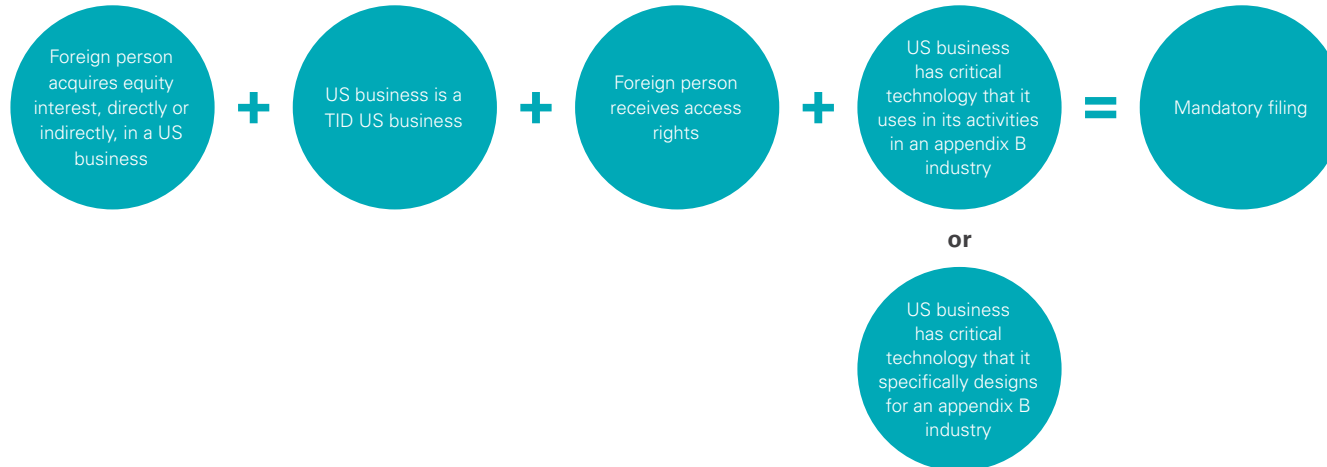 Foreign person
acquires equity
interest, directly or
indirectly, in a US
business
+
US business is a
TID US business
+
Foreign person
receives access
rights
+
US business
has critical
technology that it
uses in its activities
in an appendix B
industry
=
Mandatory filing
or
US business
has critical
technology that it
specifically designs
for an appendix B
industry